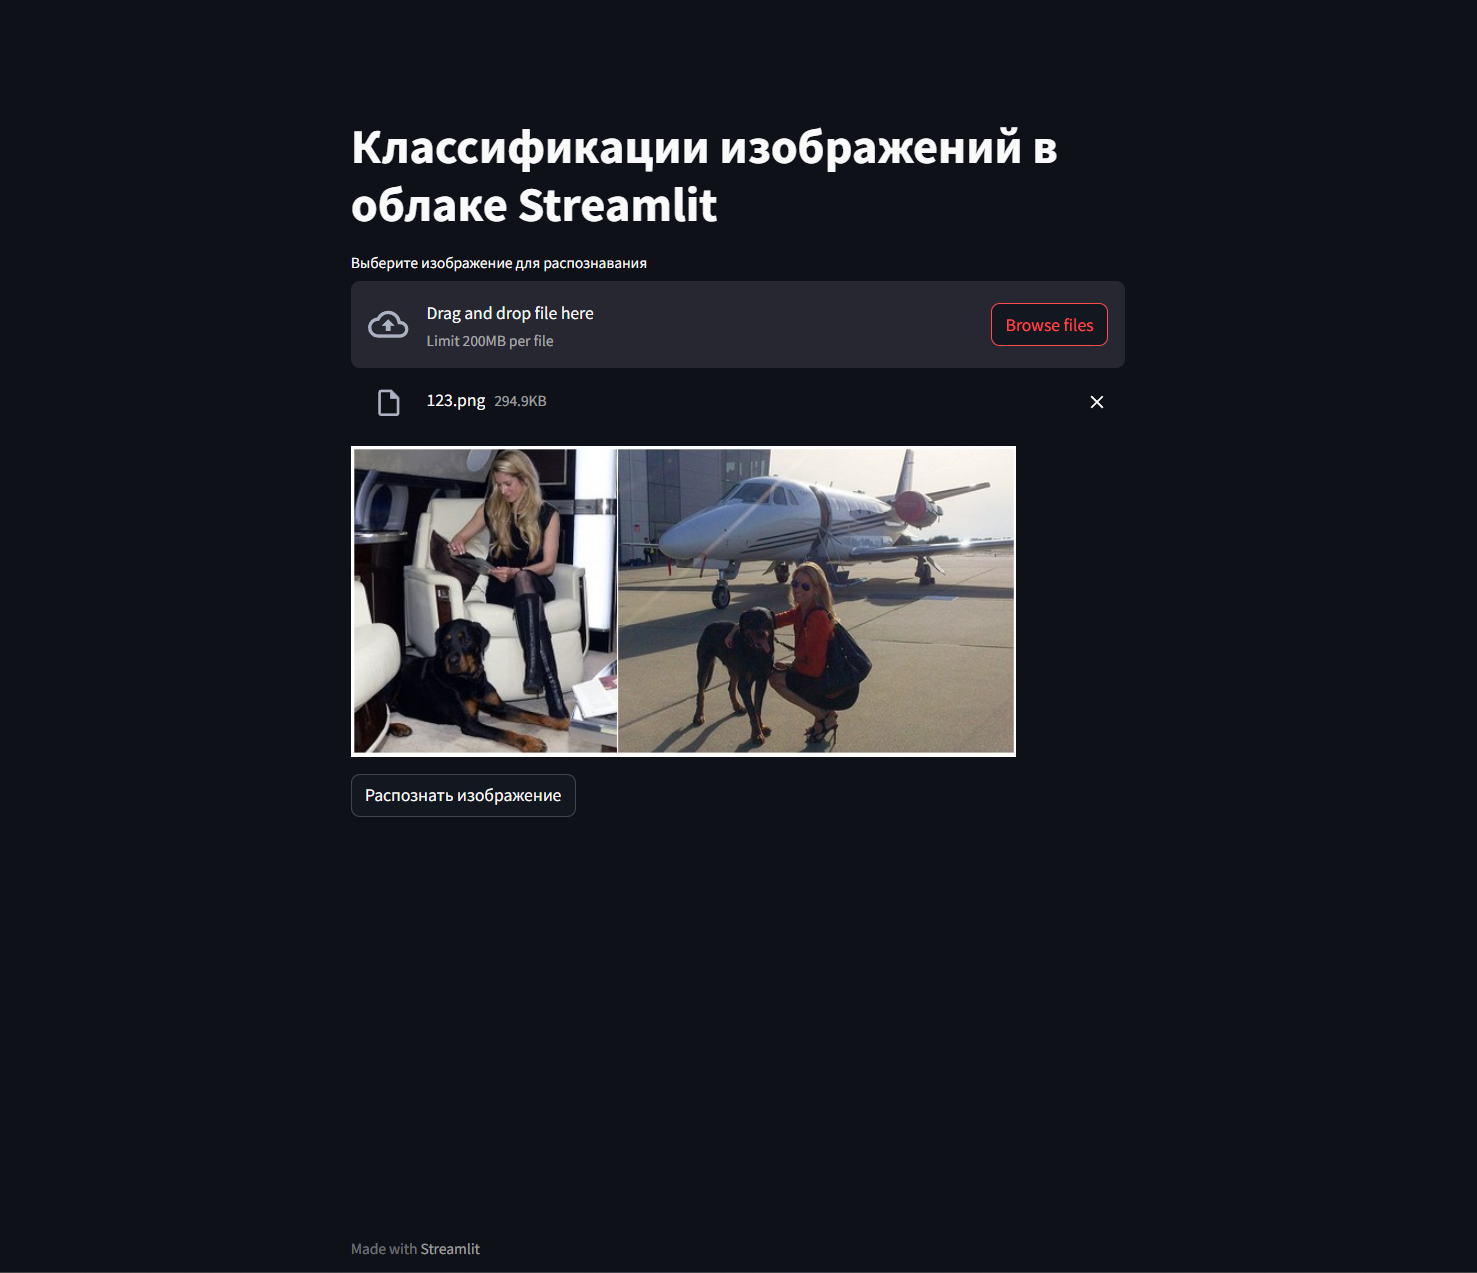 Классификации изображений в
облаке Streamlit
Выберите изображение для распознавания
Drag and drop file here
Limit 200MB per file
Browse files
123.png 294.9KB
Распознать изображение
Made with Streamlit